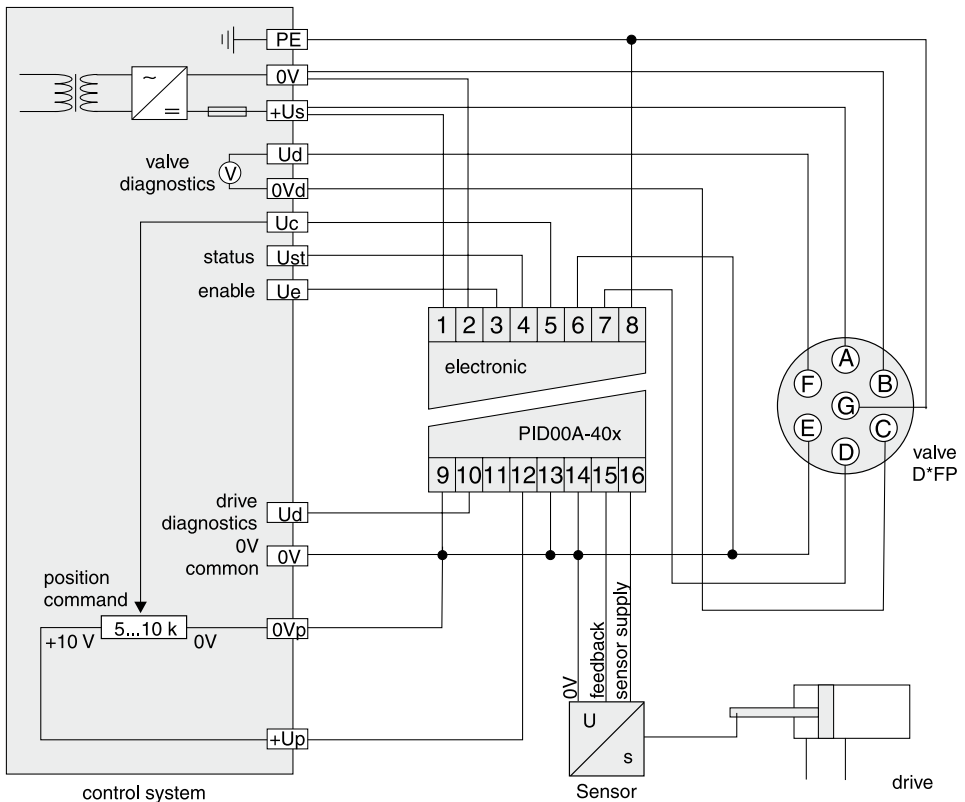 PE
0V
+Us
~
=
Ud
valve
diagnostics
V
0Vd
Uc
status
Ust
enable
Ue
1 2 3 4 5 6 7 8
electronic
PID00A-40x
9 10 11 12 13 14 15 16
A
F
B
G
E
C
D
valve
D*FP
drive
diagnostics
Ud
0V
common
0V
position
command
5...10 k
+10 V
0V
0Vp
+Up
0V
feedback
sensor supply
U
s
Sensor
drive
control system